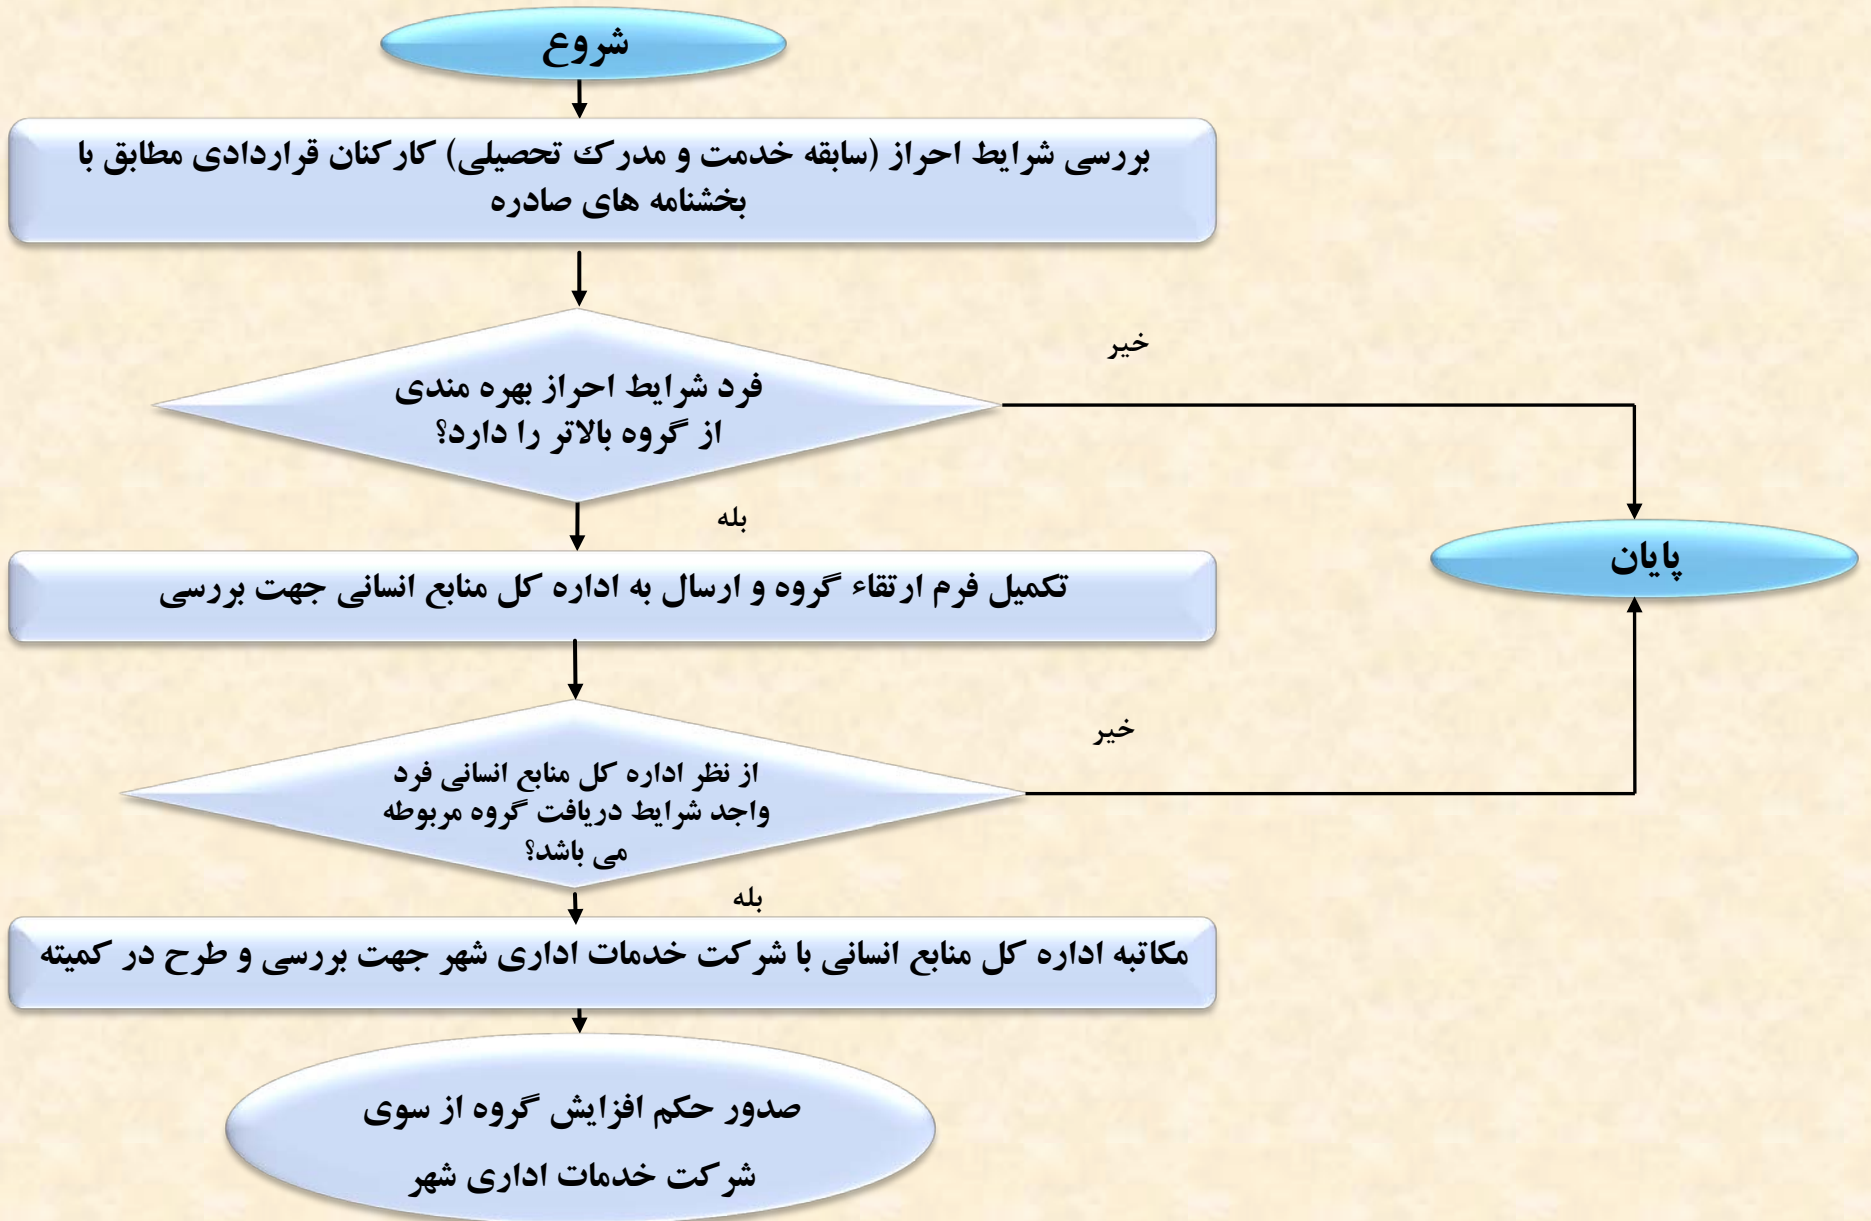 شروع
بررسی شرایط احراز (سابقه خدمت و مدرک تحصیلی) کارکنان قراردادی مطابق با
بخشنامه های صادره
خیر
فرد شرایط احراز بهره مندی
از گروه بالاتر را دارد؟
بله
پایان
تکمیل فرم ارتقاء گروه و ارسال به اداره کل منابع انسانی جهت بررسی
خیر
از نظر اداره کل منابع انسانی فرد
واجد شرایط دریافت گروه مربوطه
می باشد؟
بله
مکاتبه اداره کل منابع انسانی با شرکت خدمات اداری شهر جهت بررسی و طرح در کمیته
صدور حکم افزایش گروه از سوی
شرکت خدمات اداری شهر